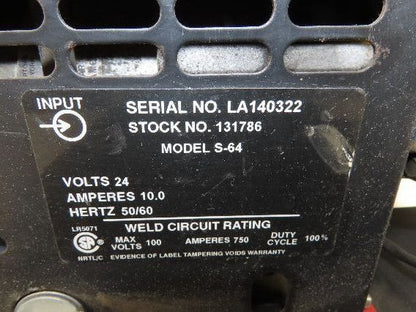 INPUT
SERIAL NO. LA140322
STOCK NO. 131786
MODEL S-64
VOLTS 24
AMPERES 10.0
HERTZ 50/60
WELD CIRCUIT RATING
LR5071
MAX VOLTS 100 AMPERES 750 DUTY CYCLE 100%
NRTL/C EVIDENCE OF LABEL TAMPERING VOIDS WARRANTY